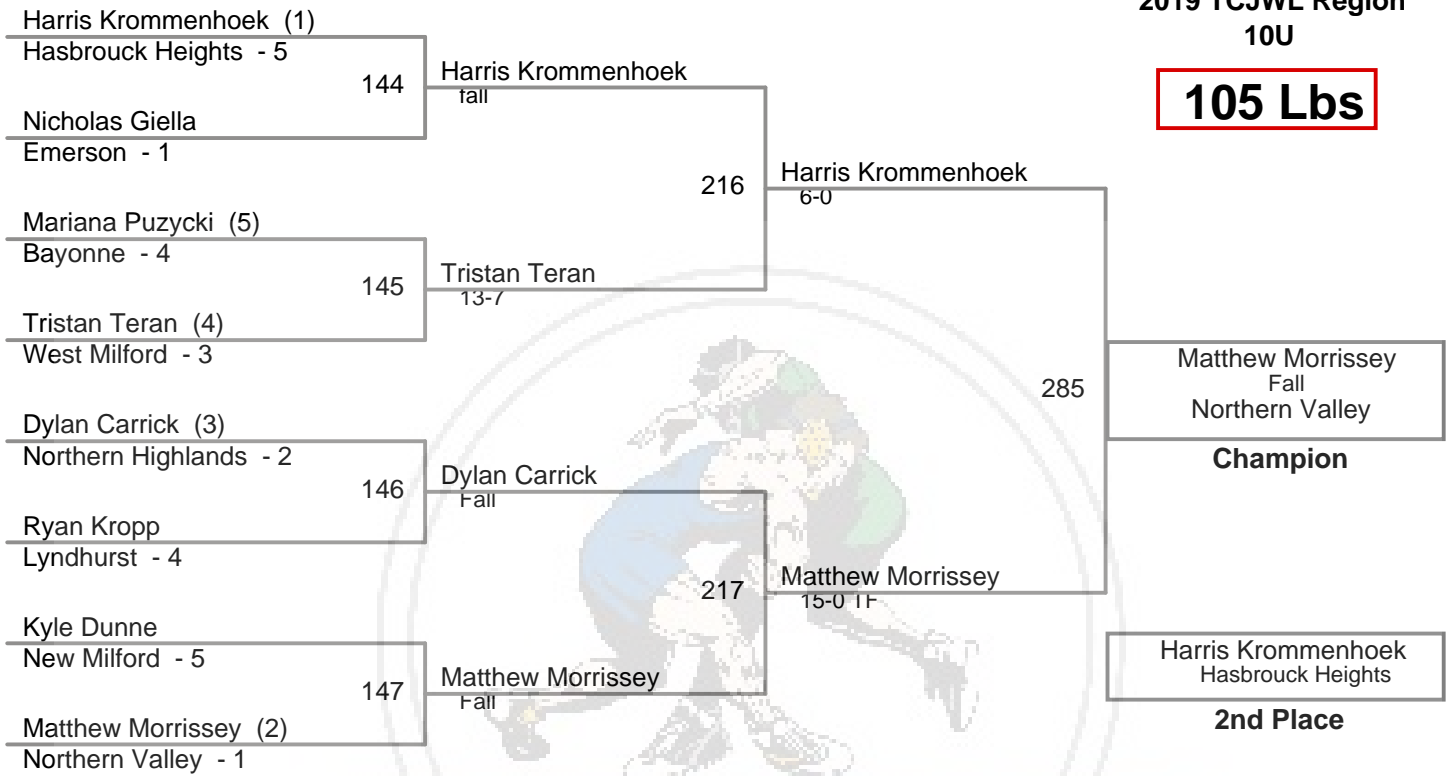 2019 TCJWL Region
10U
105 Lbs
Harris Krommenhoek (1)
Hasbrouck Heights - 5
144
Nicholas Giella
Emerson - 1
Harris Krommenhoek
fall
Mariana Puzycki (5)
Bayonne - 4
145
Tristan Teran (4)
West Milford - 3
Tristan Teran
13-7
216
Harris Krommenhoek
6-0
Dylan Carrick (3)
Northern Highlands - 2
146
Ryan Kropp
Lyndhurst - 4
Dylan Carrick
Fall
Kyle Dunne
New Milford - 5
147
Matthew Morrissey (2)
Northern Valley - 1
Matthew Morrissey
Fall
217
Matthew Morrissey
15-0 TF
285
Matthew Morrissey
Fall
Northern Valley
Champion
Harris Krommenhoek
Hasbrouck Heights
2nd Place